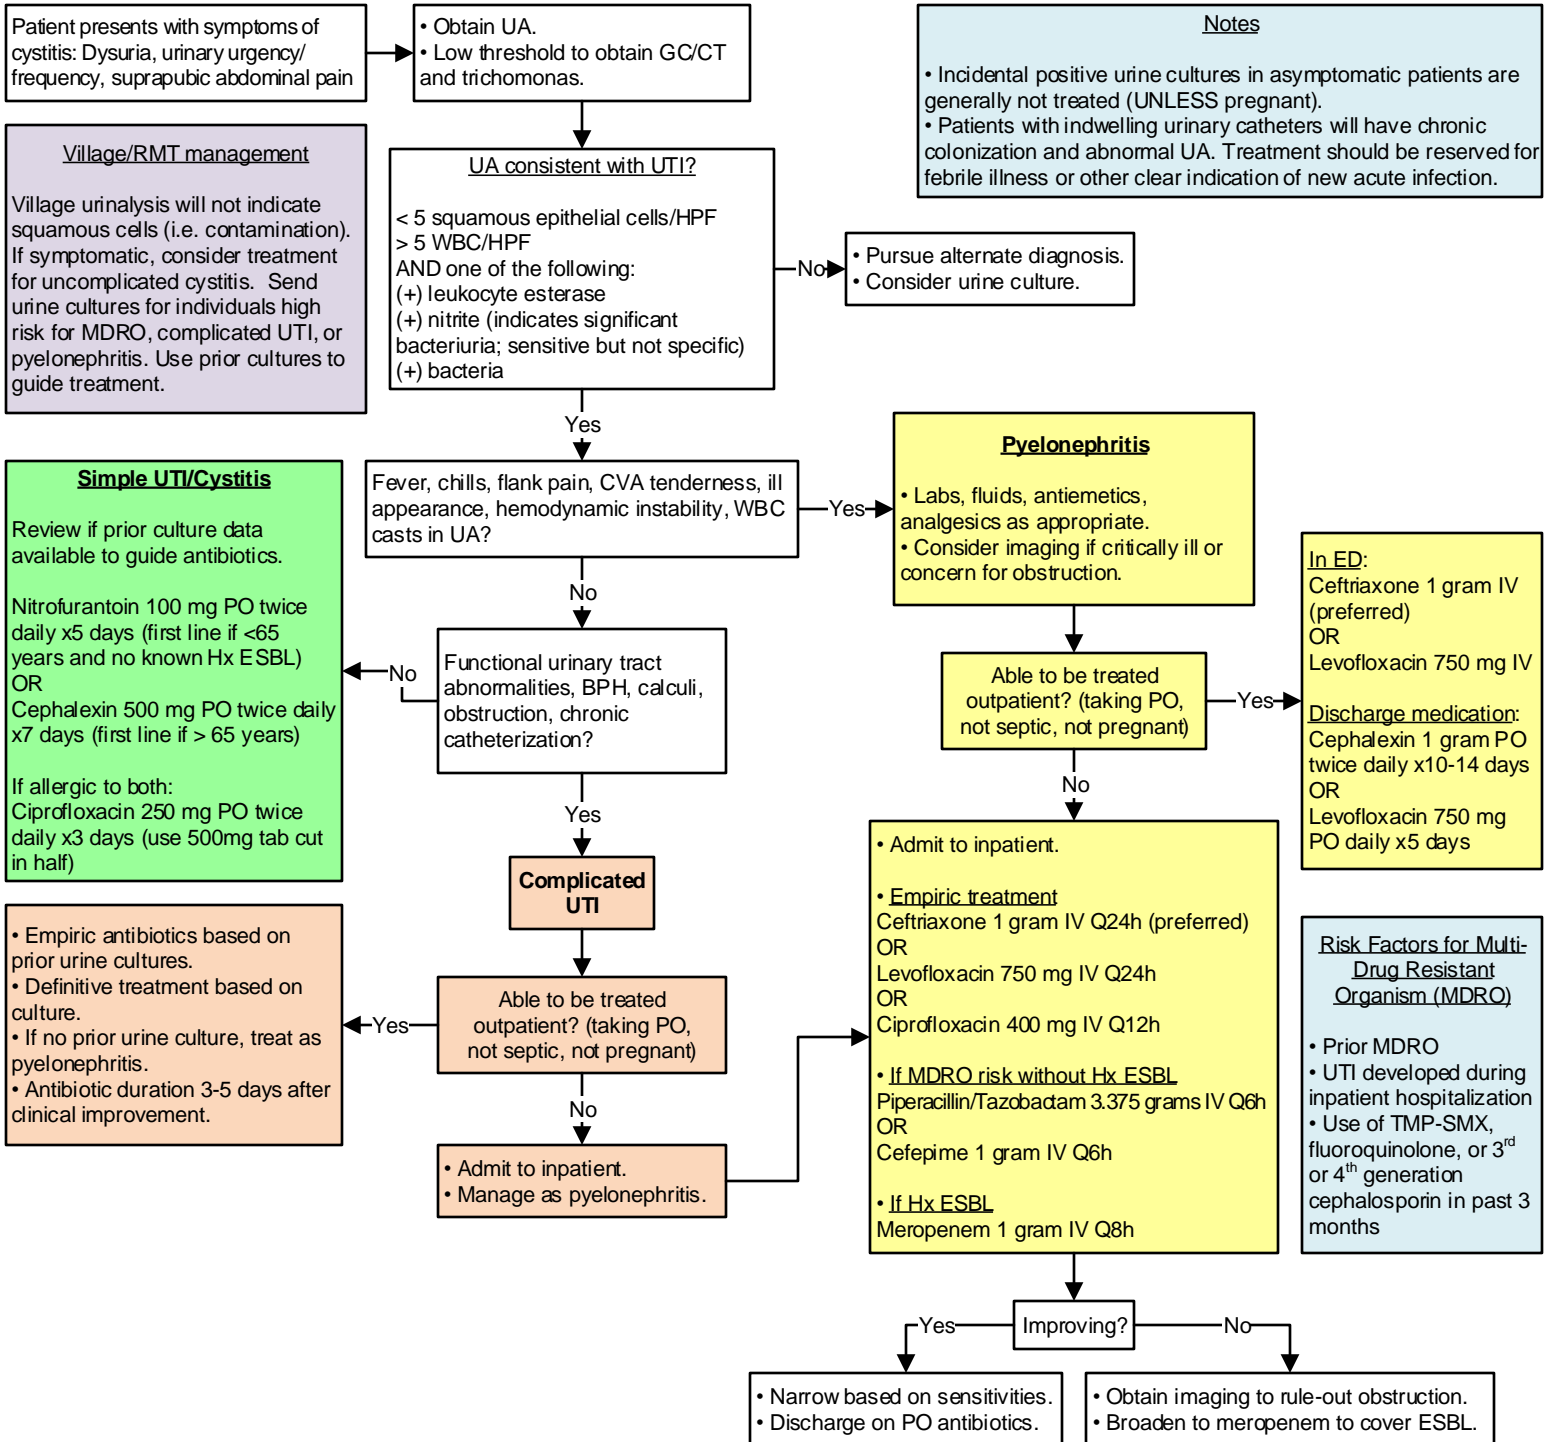 Patient presents with symptoms of
cystitis: Dysuria, urinary urgency/
frequency, suprapubic abdominal pain
• Obtain UA.
• Low threshold to obtain GC/CT
and trichomonas.
Notes
• Incidental positive urine cultures in asymptomatic patients are
generally not treated (UNLESS pregnant).
• Patients with indwelling urinary catheters will have chronic
colonization and abnormal UA. Treatment should be reserved for
febrile illness or other clear indication of new acute infection.
Village/RMT management
Village urinalysis will not indicate
squamous cells (i.e. contamination).
If symptomatic, consider treatment
for uncomplicated cystitis.  Send
urine cultures for individuals high
risk for MDRO, complicated UTI, or
pyelonephritis. Use prior cultures to
guide treatment.
UA consistent with UTI?
< 5 squamous epithelial cells/HPF
> 5 WBC/HPF
AND one of the following:
(+) leukocyte esterase
(+) nitrite (indicates significant
bacteriuria; sensitive but not specific)
(+) bacteria
No
• Pursue alternate diagnosis.
• Consider urine culture.
Yes
Simple UTI/Cystitis
Review if prior culture data
available to guide antibiotics.
Nitrofurantoin 100 mg PO twice
daily x5 days (first line if <65
years and no known Hx ESBL)
OR
Cephalexin 500 mg PO twice daily
x7 days (first line if > 65 years)
If allergic to both:
Ciprofloxacin 250 mg PO twice
daily x3 days (use 500mg tab cut
in half)
Fever, chills, flank pain, CVA tenderness, ill
appearance, hemodynamic instability, WBC
casts in UA?
Yes
Pyelonephritis
• Labs, fluids, antiemetics,
analgesics as appropriate.
• Consider imaging if critically ill or
concern for obstruction.
No
Functional urinary tract
abnormalities, BPH, calculi,
obstruction, chronic
catheterization?
No
Able to be treated
outpatient? (taking PO,
not septic, not pregnant)
Yes
In ED:
Ceftriaxone 1 gram IV
(preferred)
OR
Levofloxacin 750 mg IV
Discharge medication:
Cephalexin 1 gram PO
twice daily x10-14 days
OR
Levofloxacin 750 mg
PO daily x5 days
Yes
No
Complicated
UTI
• Admit to inpatient.
• Empiric treatment
Ceftriaxone 1 gram IV Q24h (preferred)
OR
Levofloxacin 750 mg IV Q24h
OR
Ciprofloxacin 400 mg IV Q12h
• If MDRO risk without Hx ESBL
Piperacillin/Tazobactam 3.375 grams IV Q6h
OR
Cefepime 1 gram IV Q6h
• If Hx ESBL
Meropenem 1 gram IV Q8h
• Empiric antibiotics based on
prior urine cultures.
• Definitive treatment based on
culture.
• If no prior urine culture, treat as
pyelonephritis.
• Antibiotic duration 3-5 days after
clinical improvement.
Yes
Able to be treated
outpatient? (taking PO,
not septic, not pregnant)
No
• Admit to inpatient.
• Manage as pyelonephritis.
Risk Factors for Multi-
Drug Resistant
Organism (MDRO)
• Prior MDRO
• UTI developed during
inpatient hospitalization
• Use of TMP-SMX,
fluoroquinolone, or 3rd
or 4th generation
cephalosporin in past 3
months
Improving?
Yes
No
• Narrow based on sensitivities.
• Discharge on PO antibiotics.
• Obtain imaging to rule-out obstruction.
• Broaden to meropenem to cover ESBL.